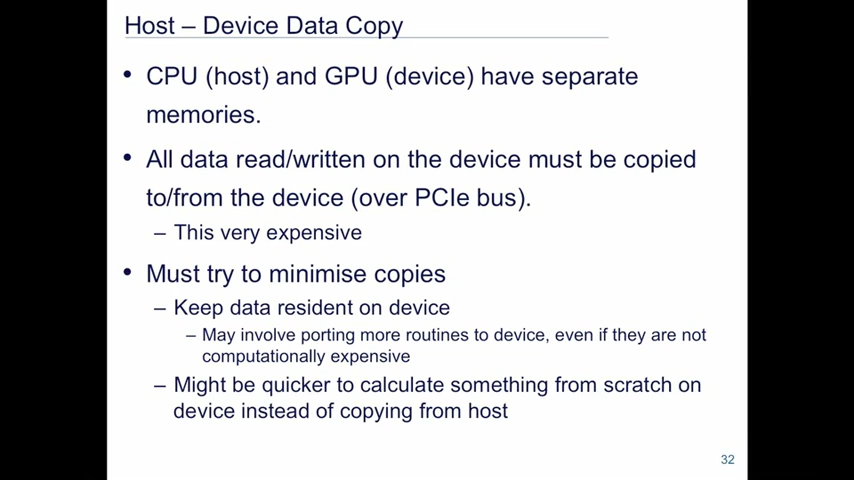 Host – Device Data Copy
• CPU (host) and GPU (device) have separate
memories.
• All data read/written on the device must be copied
to/from the device (over PCIe bus).
– This very expensive
• Must try to minimise copies
– Keep data resident on device
– May involve porting more routines to device, even if they are not
computationally expensive
– Might be quicker to calculate something from scratch on
device instead of copying from host
32